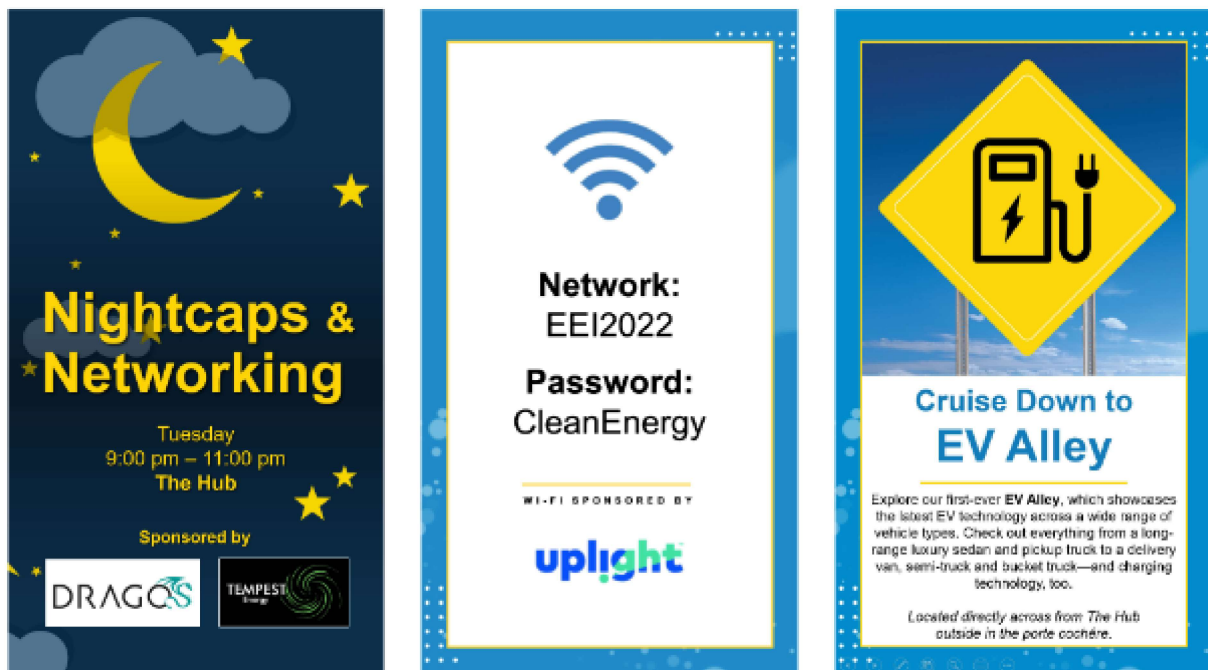 Nightcaps &
Networking
Tuesday
9:00 pm – 11:00 pm
The Hub
Sponsored by
DRAGOS
TEMPEST
Energy
Network:
EEI2022
Password:
CleanEnergy
WI-FI SPONSORED BY
uplight
Cruise Down to
EV Alley
Explore our first-ever EV Alley, which showcases
the latest EV technology across a wide range of
vehicle types. Check out everything from a long-
range luxury sedan and pickup truck to a delivery
van, semi-truck and bucket truck—and charging
technology, too.
Located directly across from The Hub
outside in the porte cochére.